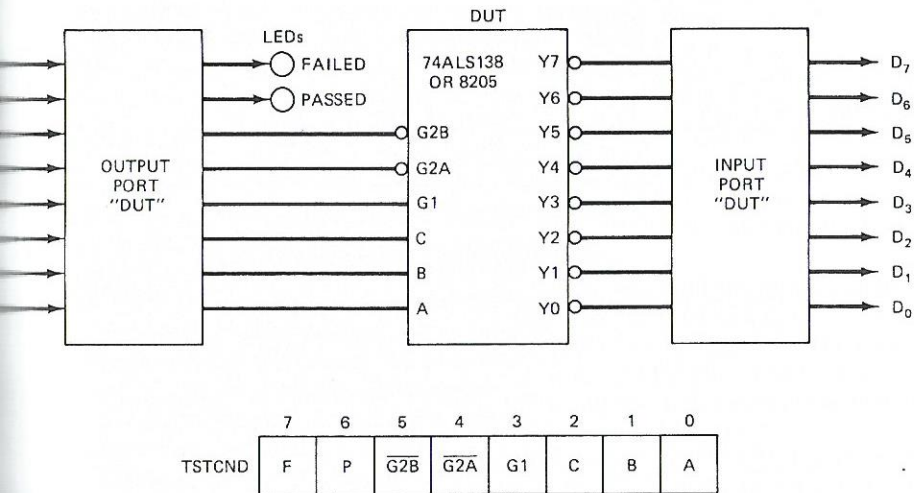 DUT
LEDs
FAILED
PASSED
OUTPUT
PORT
"DUT"
74ALS138
OR 8205
G2B
G2A
G1
C
B
A
Y7
Y6
Y5
Y4
Y3
Y2
Y1
Y0
INPUT
PORT
"DUT"
D7
D6
D5
D4
D3
D2
D1
D0
7 6 5 4 3 2 1 0
TSTCND F P G2B G2A G1 C B A